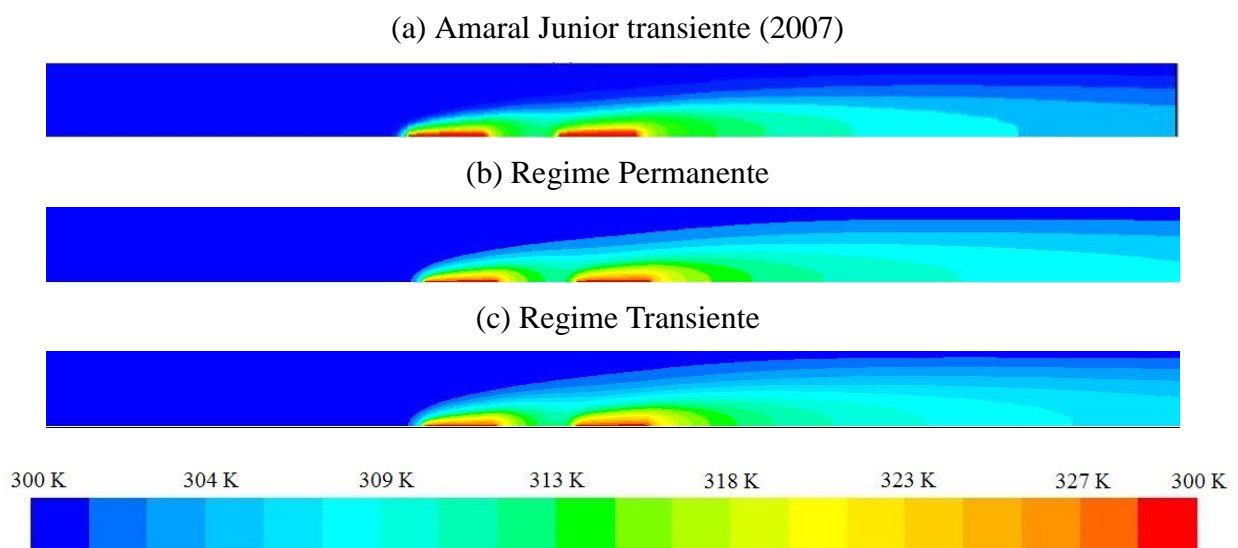 (a) Amaral Junior transiente (2007)
(b) Regime Permanente
(c) Regime Transiente
300 K 304 K 309 K 313 K 318 K 323 K 327 K 300 K